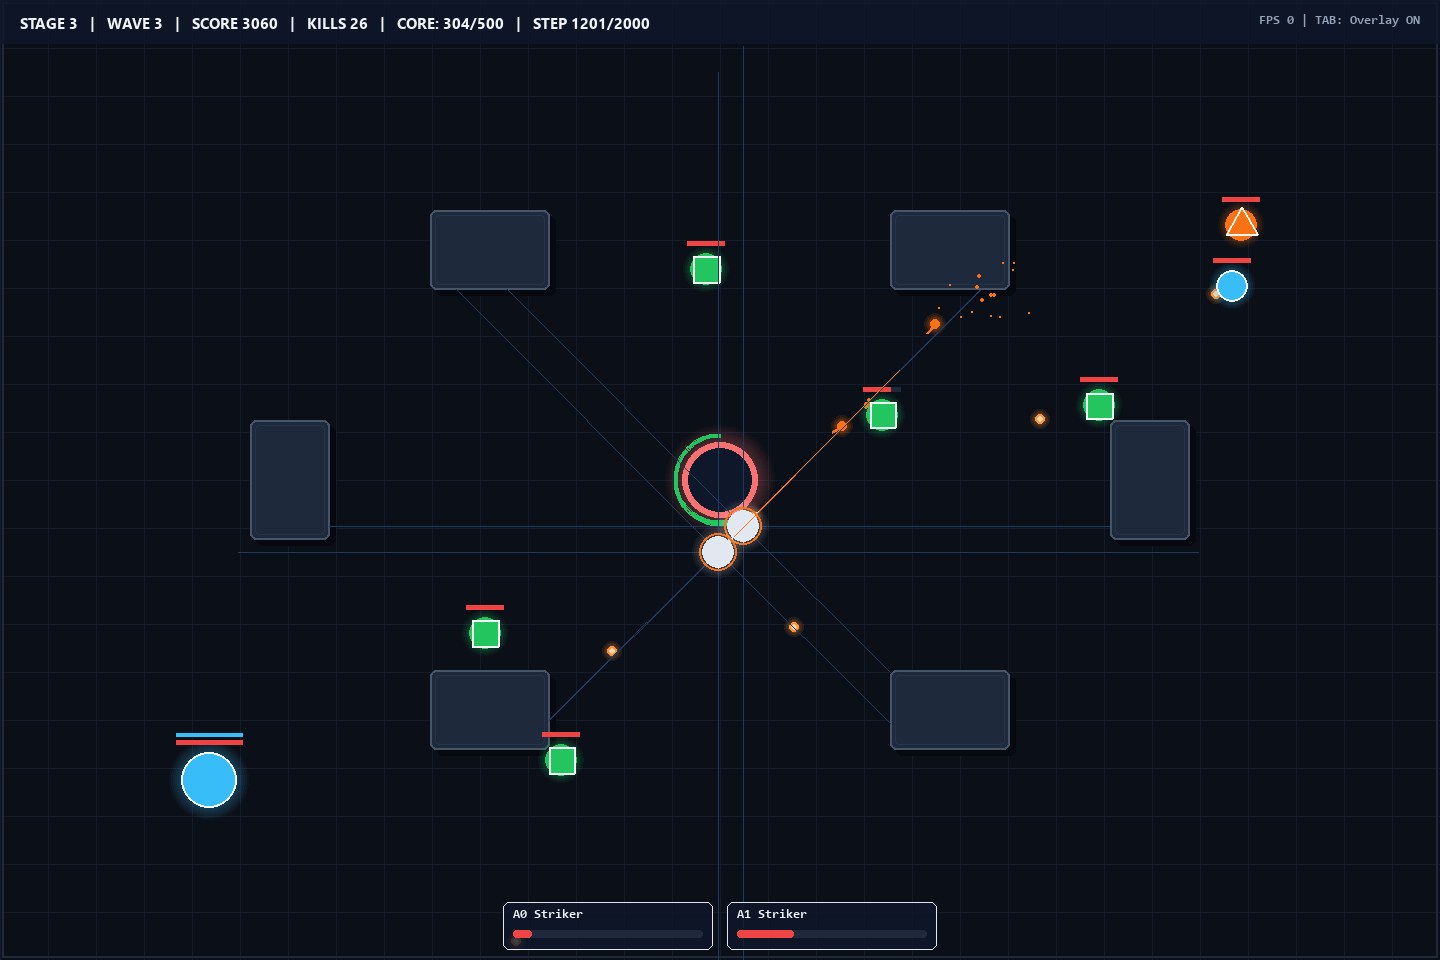 STAGE 3 | WAVE 3 | SCORE 3060 | KILLS 26 | CORE: 304/500 | STEP 1201/2000
FPS 0 | TAB: Overlay ON
A0 Striker
A1 Striker